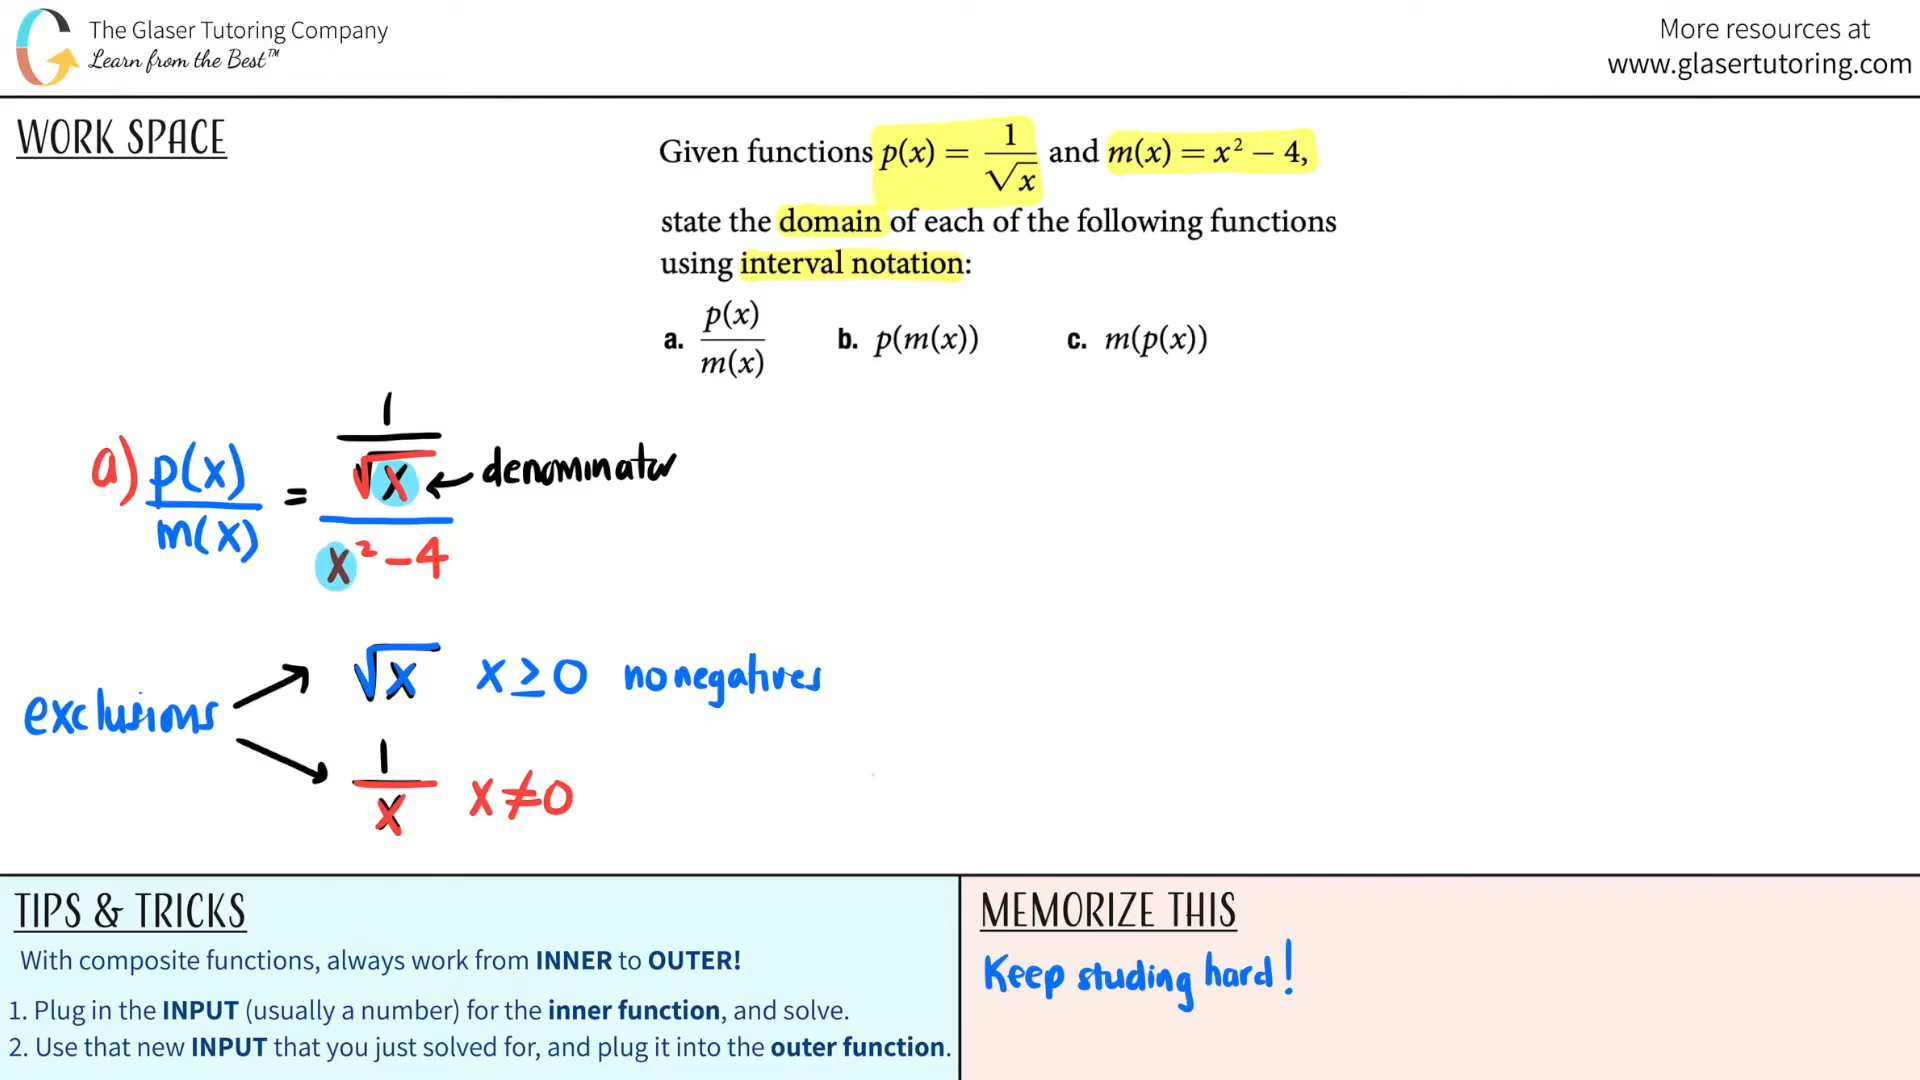 The Glaser Tutoring Company
Learn from the Best™
More resources at
www.glasertutoring.com
WORK SPACE
Given functions p(x) = 1/√x and m(x) = x² − 4,
state the domain of each of the following functions
using interval notation:
a. p(x)/m(x) b. p(m(x)) c. m(p(x))
a) p(x)/m(x) = (1/√x)/(x² − 4) ← denominator
exclusions
√x x ≥ 0 no negatives
1/x x ≠ 0
TIPS & TRICKS
With composite functions, always work from INNER to OUTER!
1. Plug in the INPUT (usually a number) for the inner function, and solve.
2. Use that new INPUT that you just solved for, and plug it into the outer function.
MEMORIZE THIS
Keep studing hard!